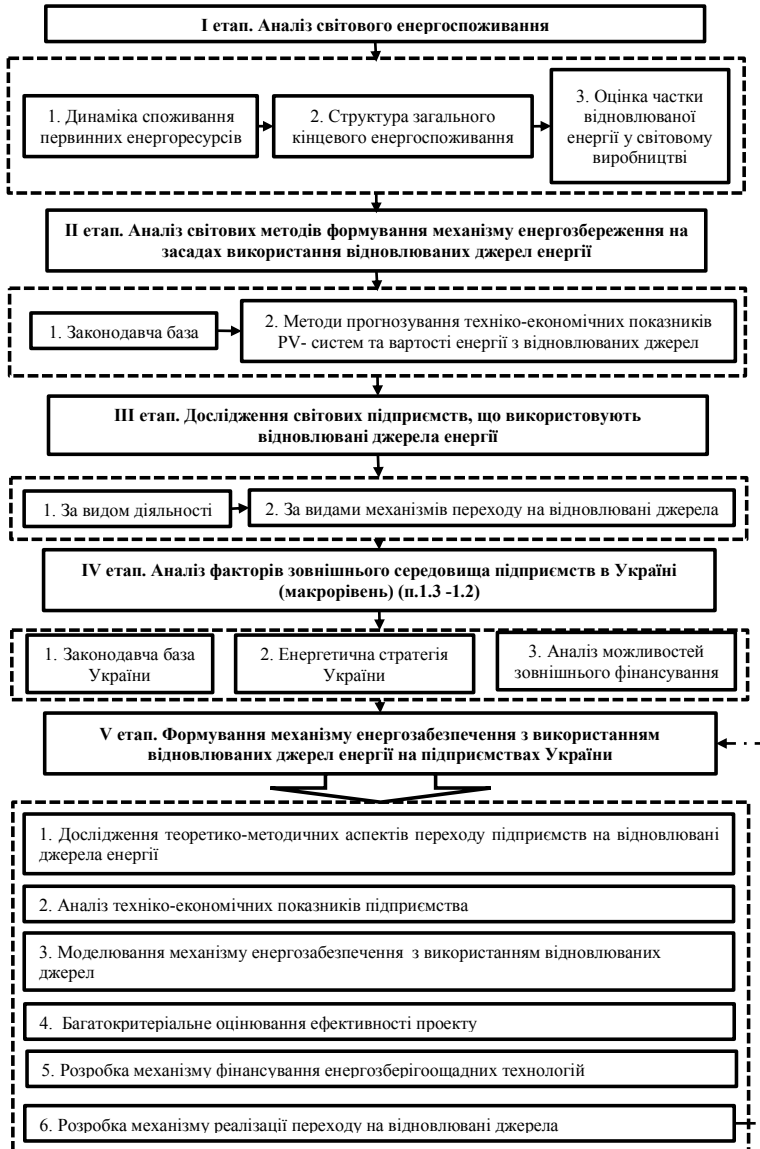 І етап. Аналіз світового енергоспоживання
1. Динаміка споживання
первинних енергоресурсів
2. Структура загального
кінцевого енергоспоживання
3. Оцінка частки
відновлюваної
енергії у світовому
виробництві
ІІ етап. Аналіз світових методів формування механізму енергозбереження на
засадах використання відновлюваних джерел енергії
1. Законодавча база
2. Методи прогнозування техніко-економічних показників
PV- систем та вартості енергії з відновлюваних джерел
ІІІ етап. Дослідження світових підприємств, що використовують
відновлювані джерела енергії
1. За видом діяльності
2. За видами механізмів переходу на відновлювані джерела
IV етап. Аналіз факторів зовнішнього середовища підприємств в Україні
(макрорівень) (п.1.3 -1.2)
1. Законодавча база
України
2. Енергетична стратегія
України
3. Аналіз можливостей
зовнішнього фінансування
V етап. Формування механізму енергозабезпечення з використанням
відновлюваних джерел енергії на підприємствах України
1. Дослідження теоретико-методичних аспектів переходу підприємств на відновлювані
джерела енергії
2. Аналіз техніко-економічних показників підприємства
3. Моделювання механізму енергозабезпечення з використанням відновлюваних
джерел
4. Багатокритеріальне оцінювання ефективності проекту
5. Розробка механізму фінансування енергозберігоощадних технологій
6. Розробка механізму реалізації переходу на відновлювані джерела